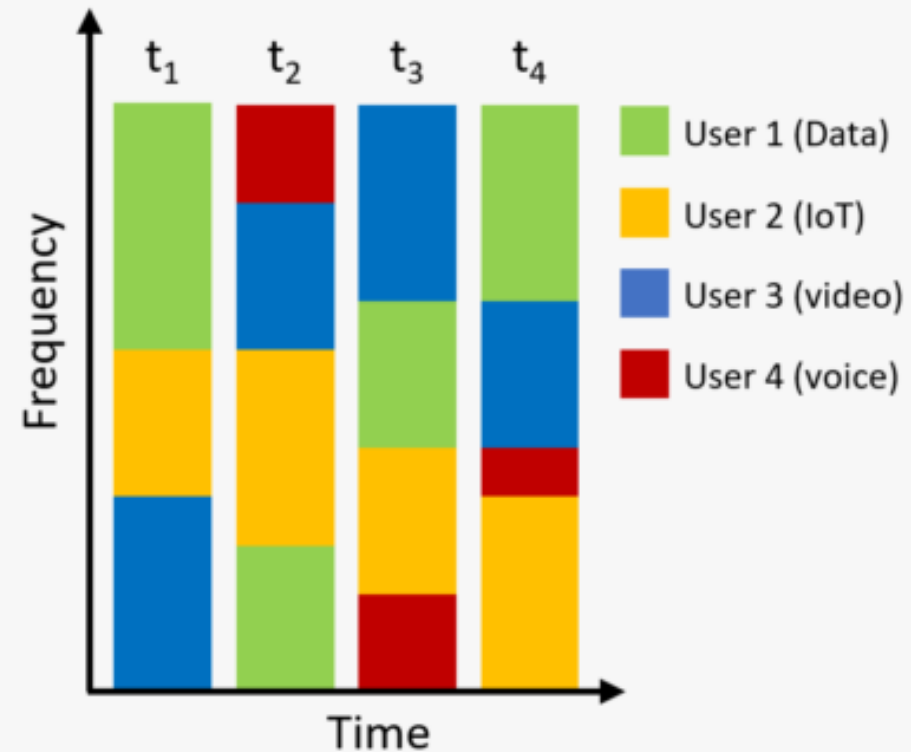 t1 t2 t3 t4
User 1 (Data)
User 2 (IoT)
User 3 (video)
User 4 (voice)
Frequency
Time